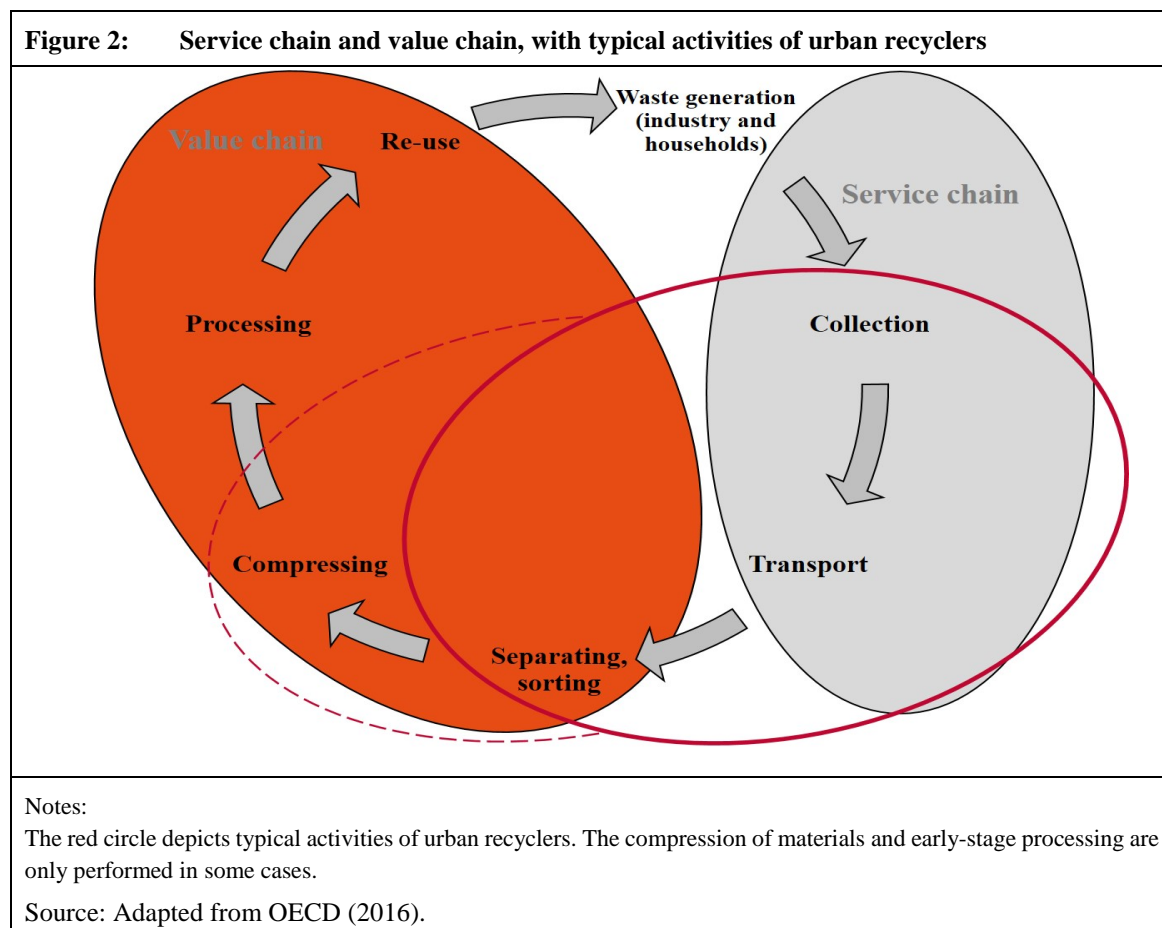 Figure 2: Service chain and value chain, with typical activities of urban recyclers
Value chain
Re-use
Waste generation
(industry and
households)
Service chain
Processing
Collection
Compressing
Transport
Separating,
sorting
Notes:
The red circle depicts typical activities of urban recyclers. The compression of materials and early-stage processing are
only performed in some cases.
Source: Adapted from OECD (2016).